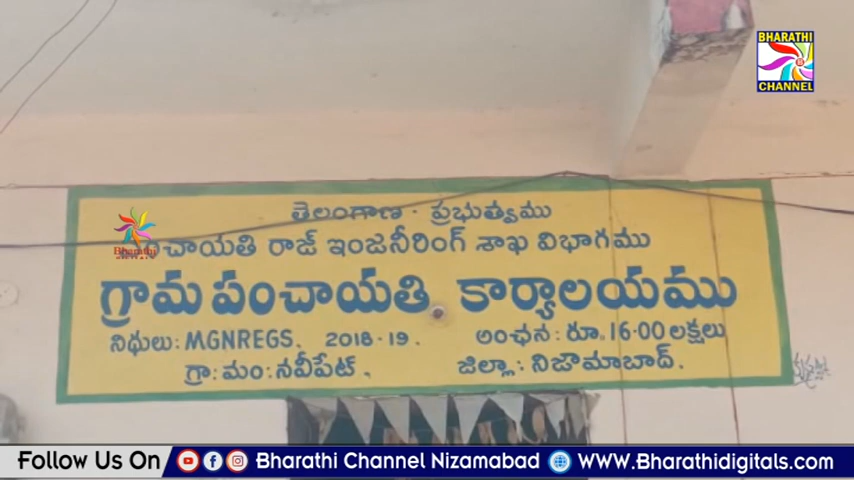 BHARATHI
CHANNEL
తెలంగాణ . ప్రభుత్వము
పంచాయతి రాజ్ ఇంజనీరింగ్ శాఖ విభాగము
Bharathi
గ్రామ పంచాయతి కార్యాలయము
నిధులు: MGNREGS. 2018-19. అంచన: రూ. 16.00 లక్షలు
గ్రా: మం: నవీపేట్. జిల్లా: నిజామాబాద్.
Follow Us On Bharathi Channel Nizamabad www.Bharathidigitals.com